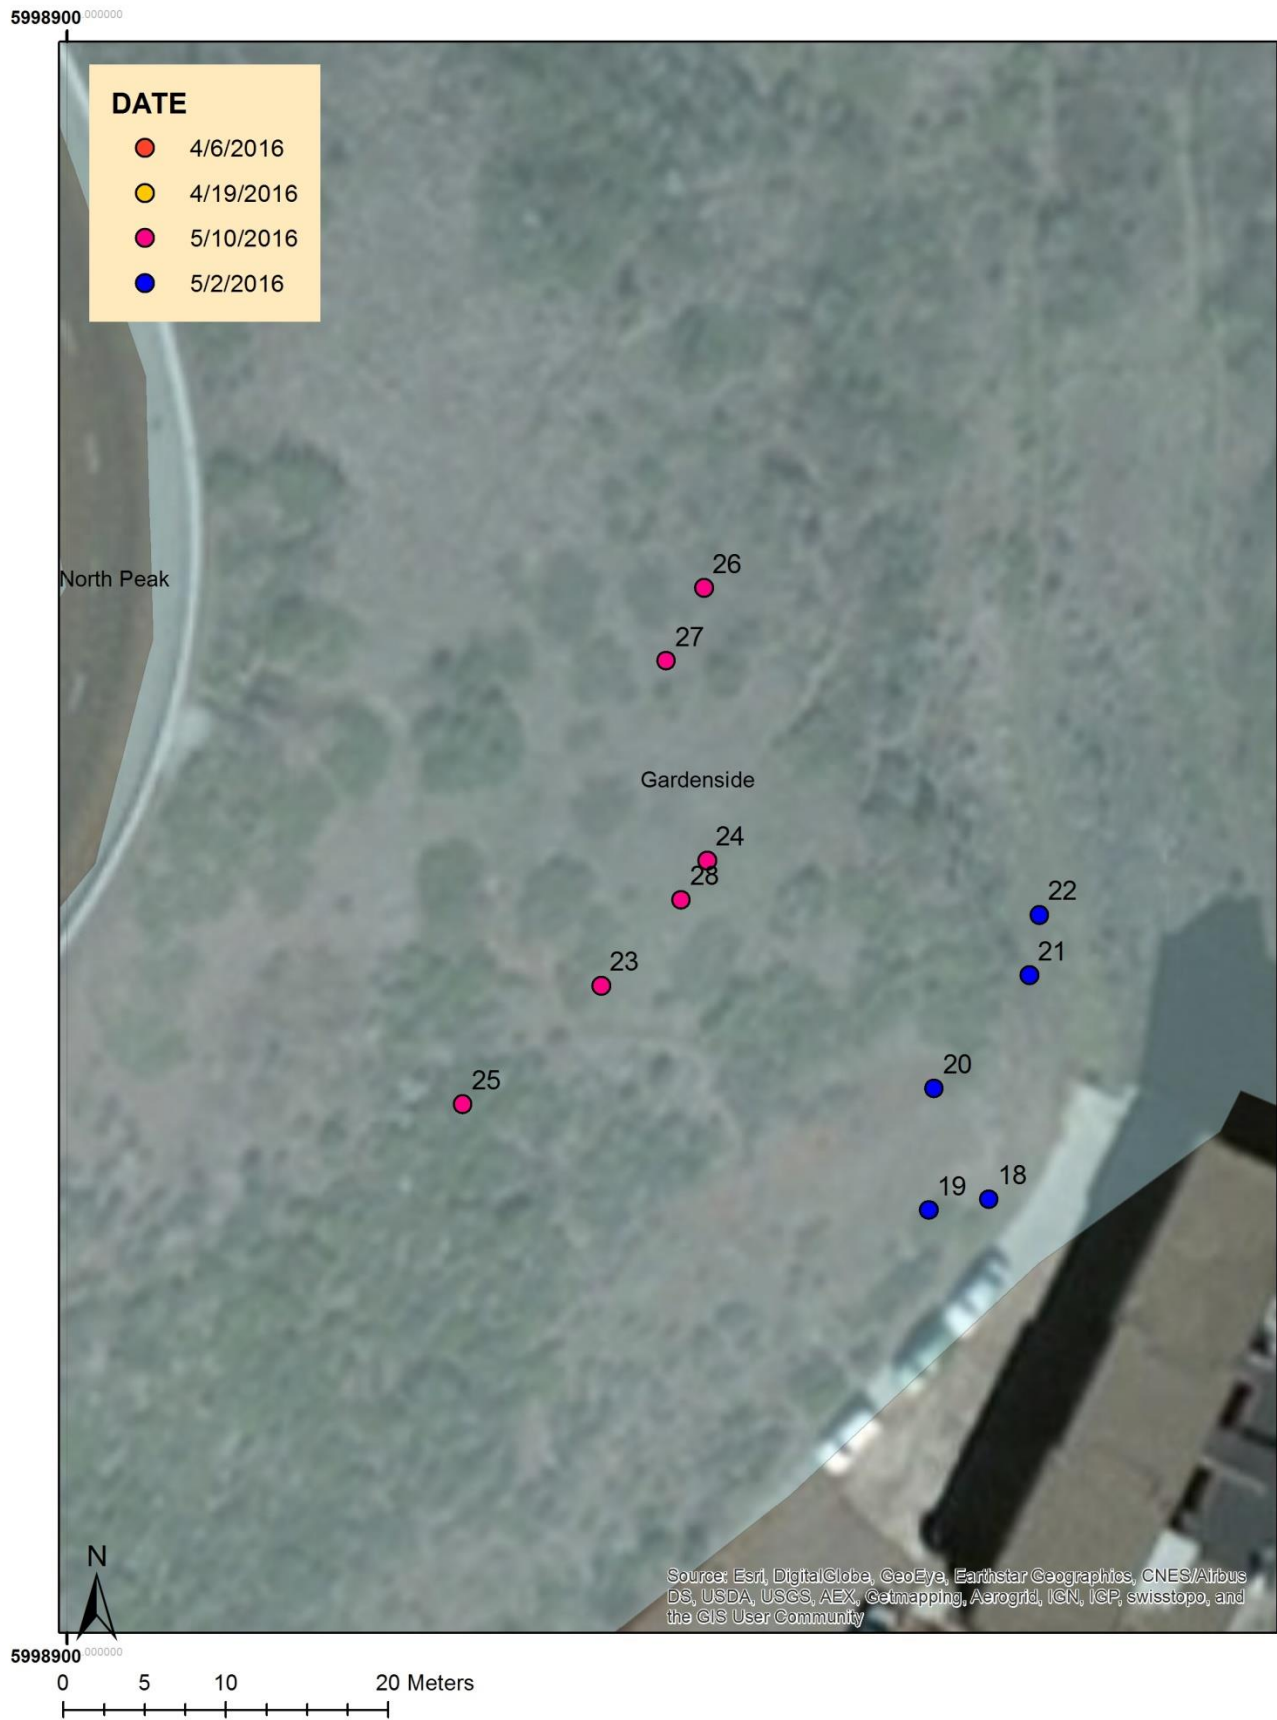 5998900.000000
DATE
4/6/2016
4/19/2016
5/10/2016
5/2/2016
26
North Peak
27
Gardenside
24
28
22
21
23
20
25
18
19
N
Source: Esri, DigitalGlobe, GeoEye, Earthstar Geographics, CNES/Airbus
DS, USDA, USGS, AEX, Getmapping, Aerogrid, IGN, IGP, swisstopo, and
the GIS User Community
5998900.000000
0 5 10 20 Meters